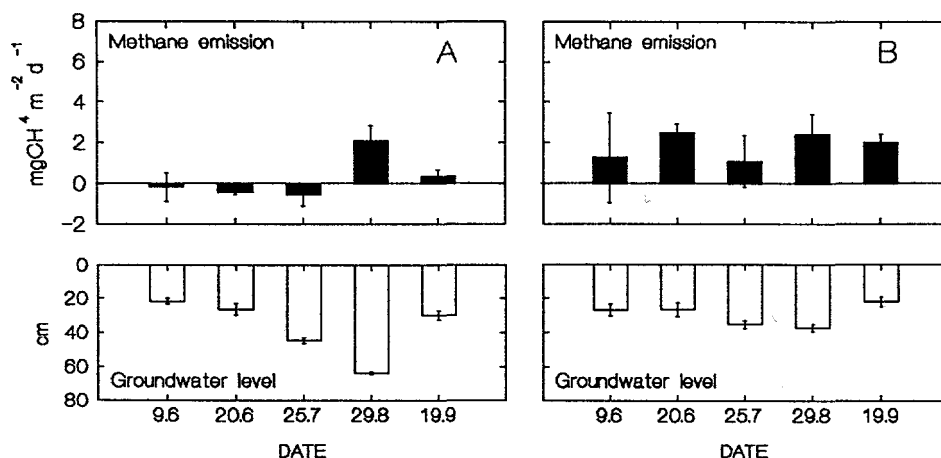 8
6
4
2
0
-2
mgCH⁴ m⁻² d⁻¹
Methane emission
A
Methane emission
B
0
20
40
60
80
cm
Groundwater level
Groundwater level
9.6 20.6 25.7 29.8 19.9
9.6 20.6 25.7 29.8 19.9
DATE
DATE